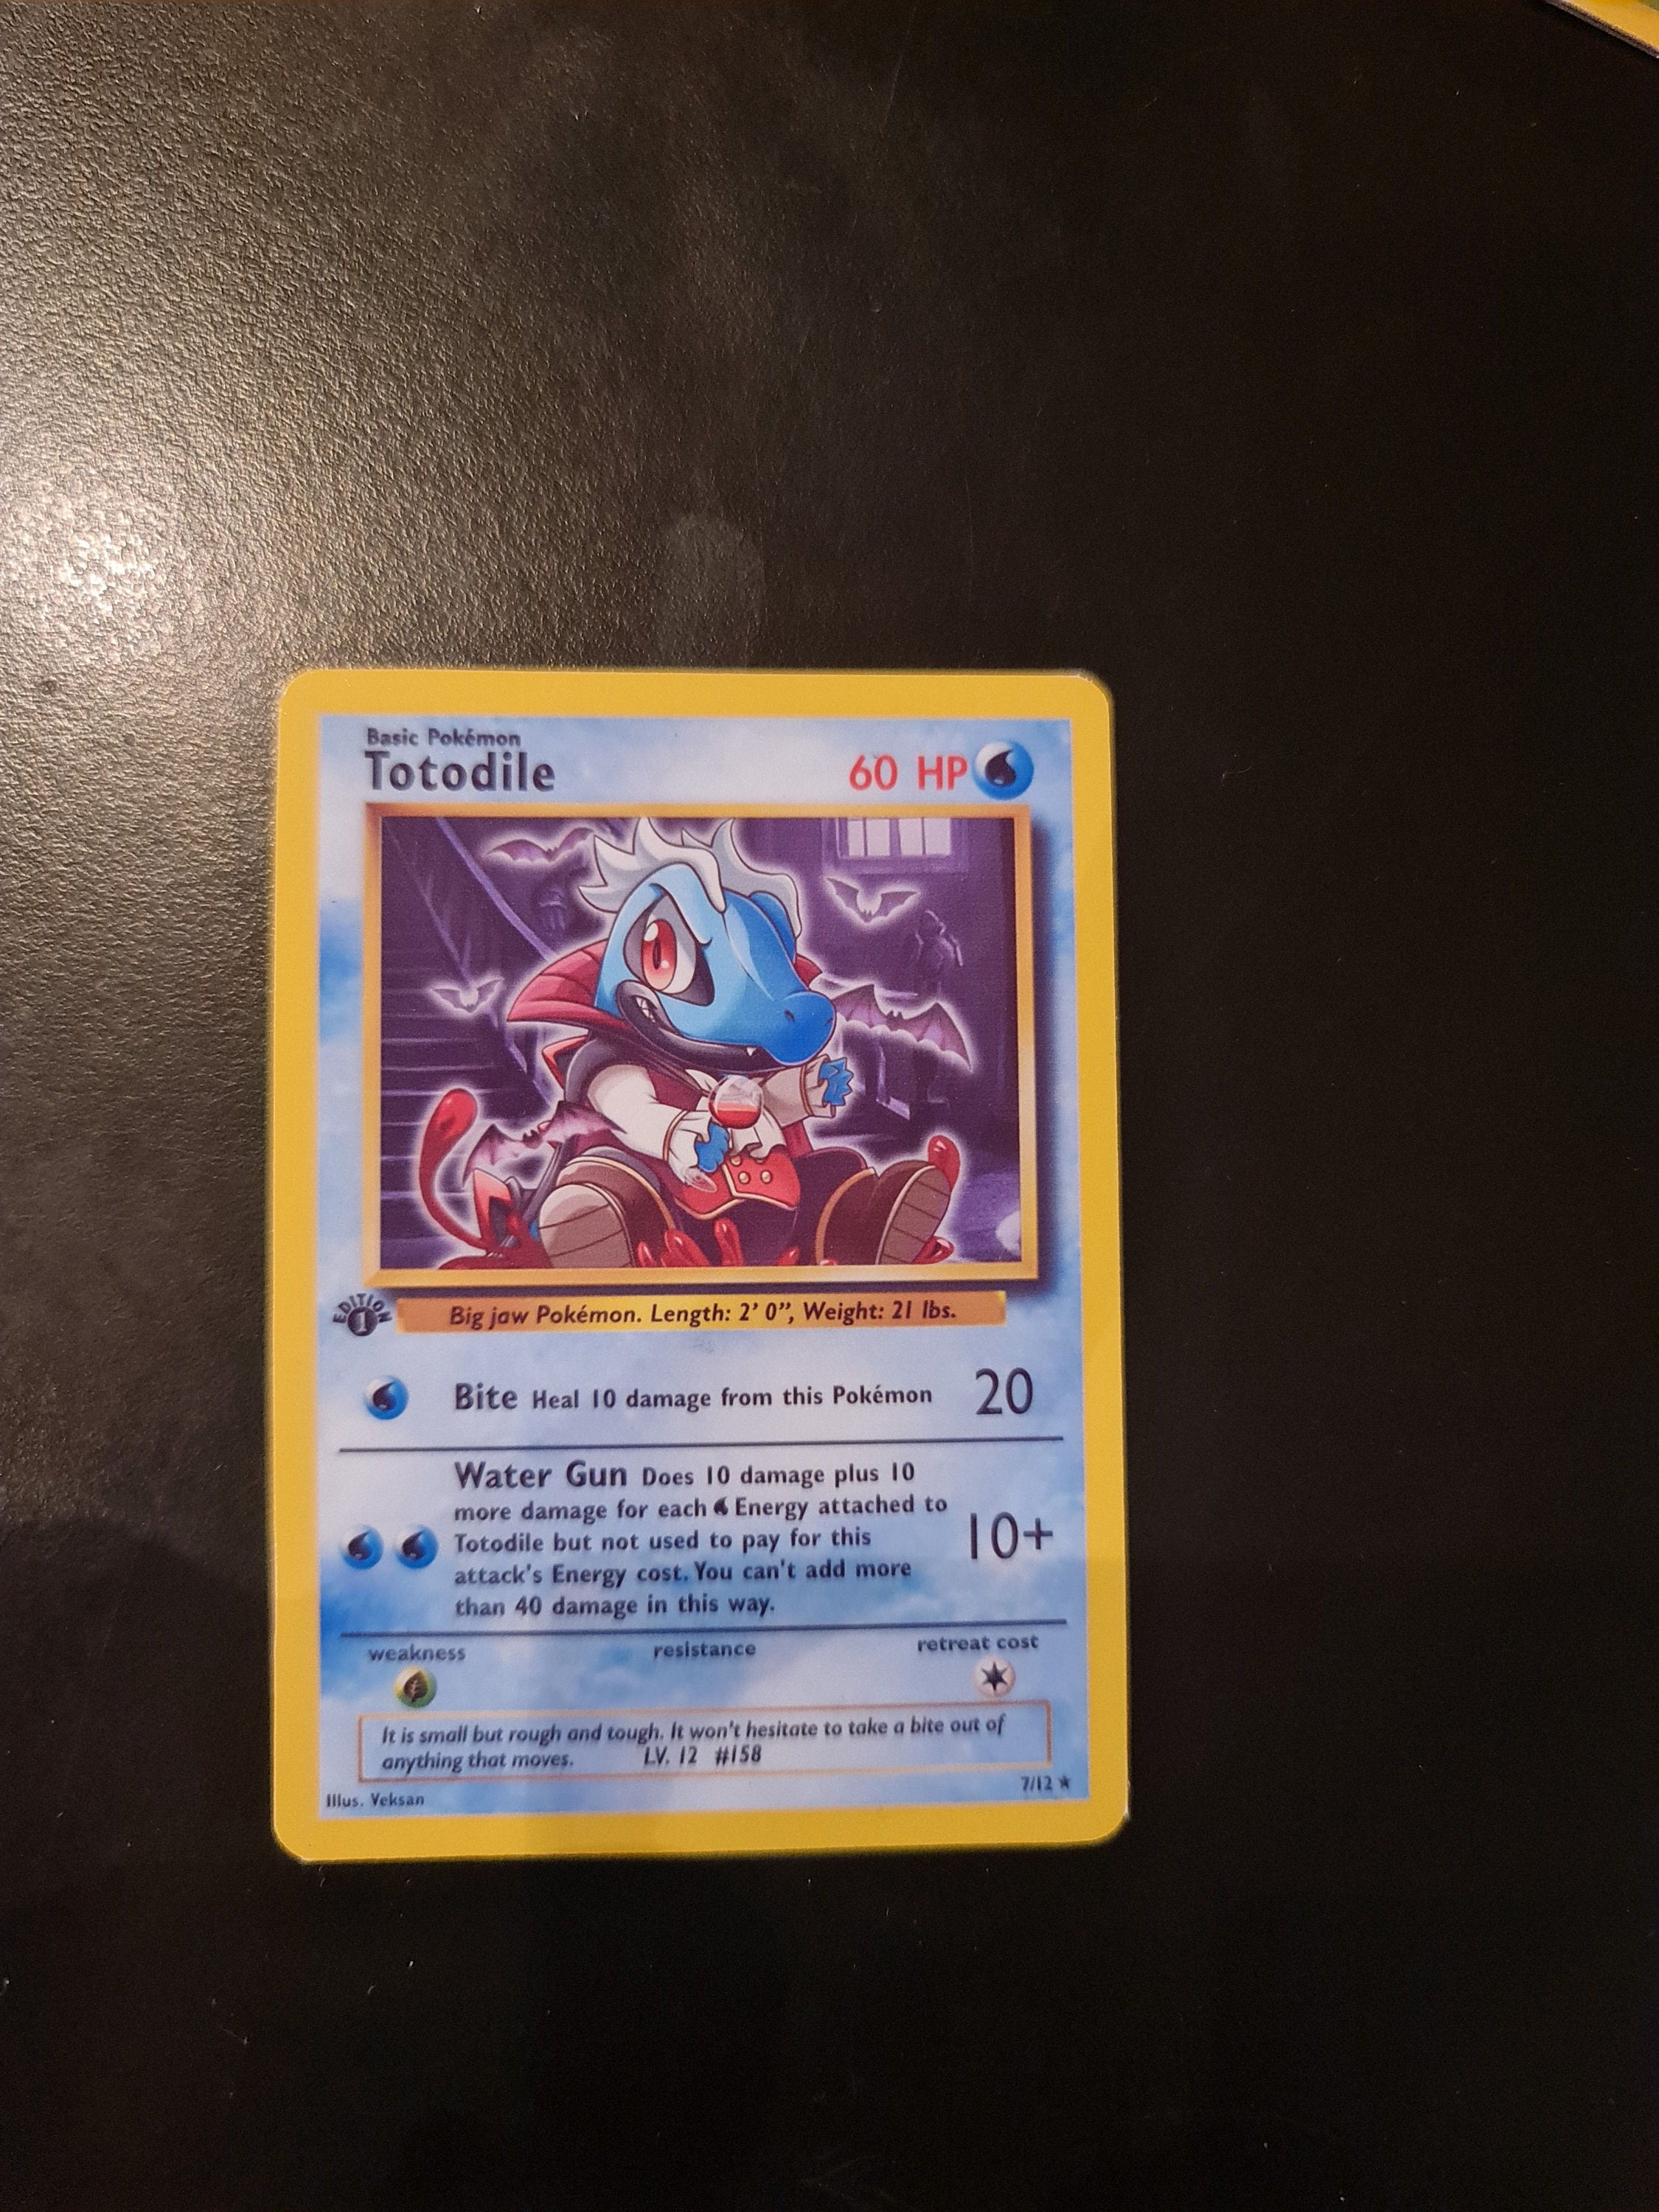 Basic Pokémon
Totodile
60 HP
EDITION
1
Big jaw Pokémon. Length: 2' 0", Weight: 21 lbs.
Bite Heal 10 damage from this Pokémon 20
Water Gun Does 10 damage plus 10
more damage for each Energy attached to
Totodile but not used to pay for this
attack's Energy cost. You can't add more
than 40 damage in this way.
10+
weakness resistance retreat cost
It is small but rough and tough. It won't hesitate to take a bite out of
anything that moves. LV. 12 #158
7/12 ★
Illus. Veksan